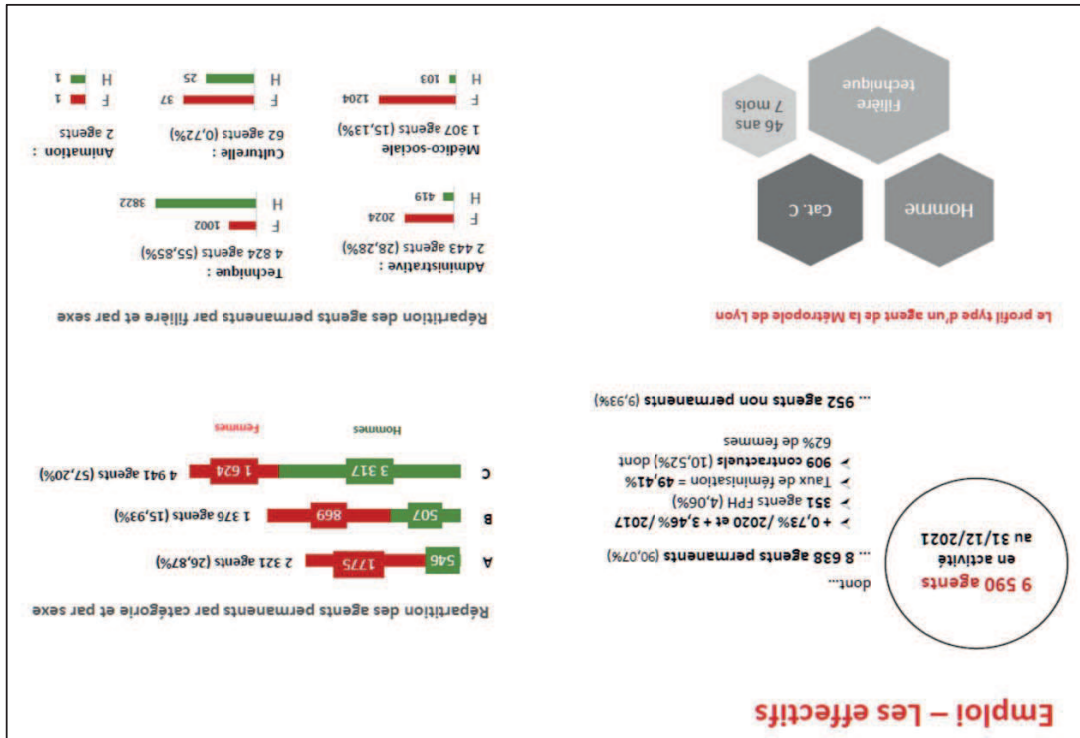 Emploi – Les effectifs
9 590 agents
en activité
au 31/12/2021
dont...
... 8 638 agents permanents (90,07%)
➢ + 0,73% /2020 et + 3,46% /2017
➢ 351 agents FPH (4,06%)
➢ Taux de féminisation = 49,41%
➢ 909 contractuels (10,52%) dont
62% de femmes
... 952 agents non permanents (9,93%)
Répartition des agents permanents par catégorie et par sexe
A 546 1775 2 321 agents (26,87%)
B 507 869 1 376 agents (15,93%)
C 3 317 1 624 4 941 agents (57,20%)
Hommes Femmes
Le profil type d'un agent de la Métropole de Lyon
Homme
Cat. C
Filière
technique
46 ans
7 mois
Répartition des agents permanents par filière et par sexe
Administrative :
2 443 agents (28,28%)
F 2024
H 419
Technique :
4 824 agents (55,85%)
F 1002
H 3822
Médico-sociale
1 307 agents (15,13%)
F 1204
H 103
Culturelle :
62 agents (0,72%)
F 37
H 25
Animation :
2 agents
F 1
H 1